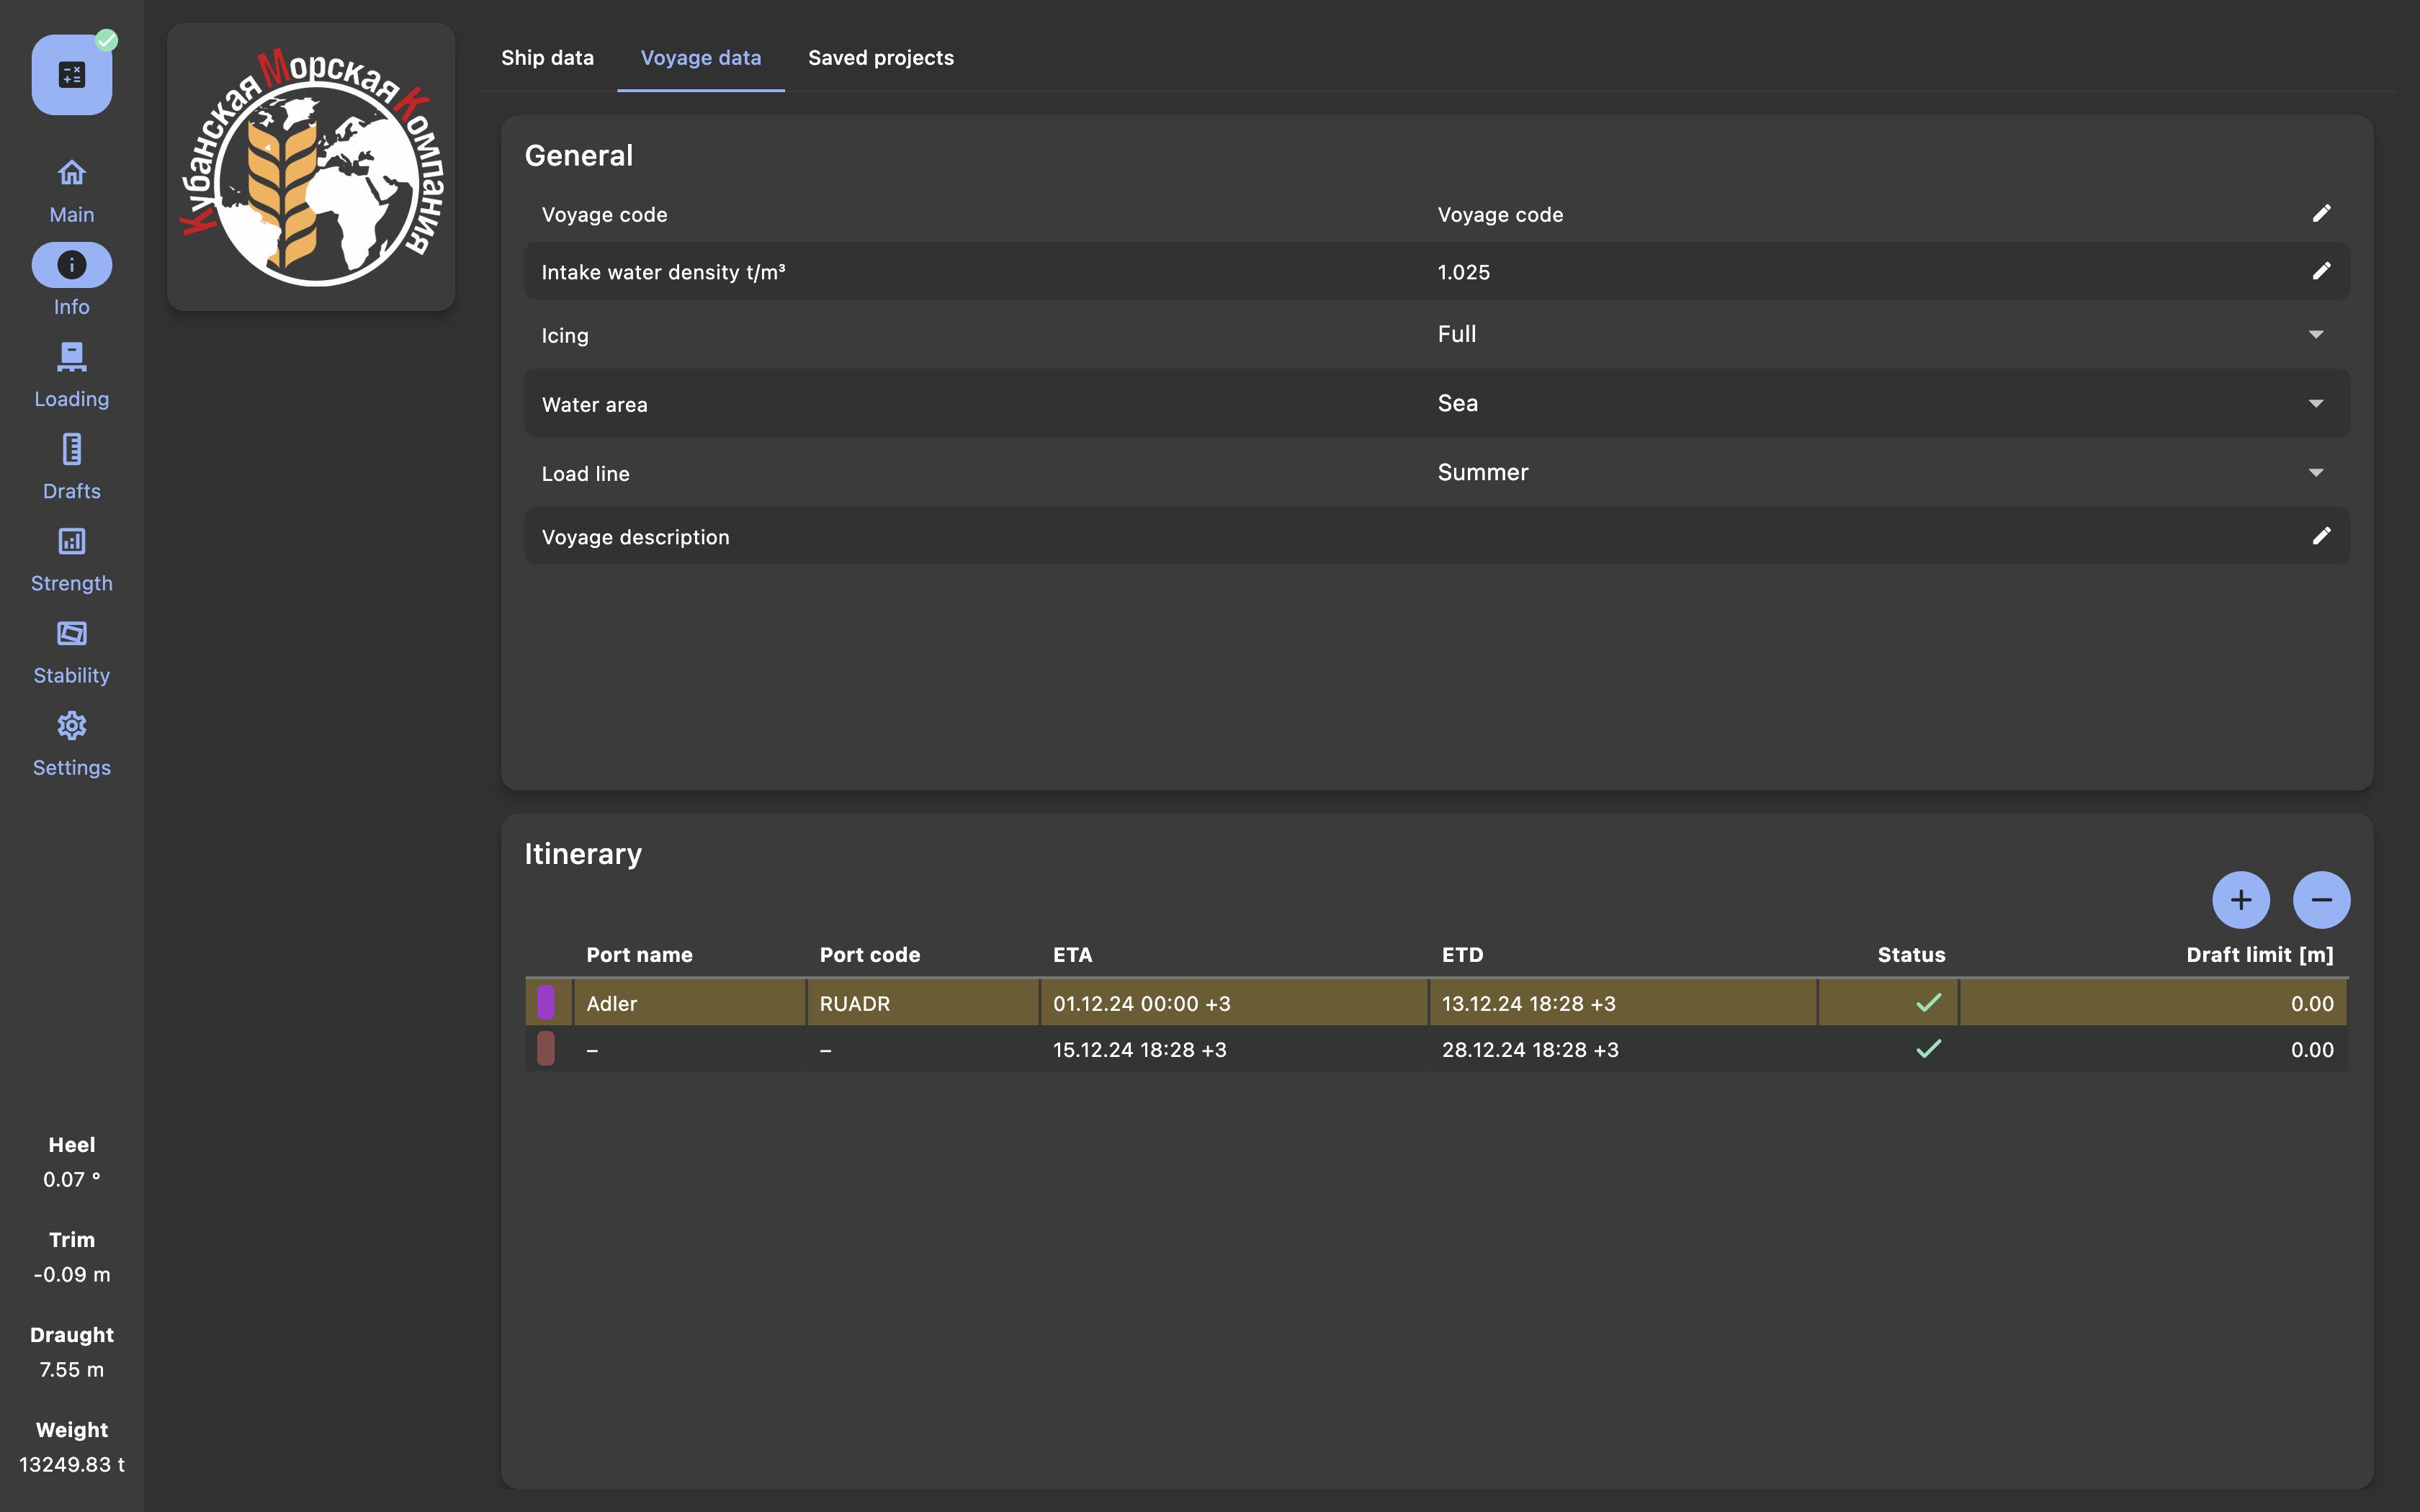 Main
Info
Loading
Drafts
Strength
Stability
Settings
Heel
0.07 °
Trim
-0.09 m
Draught
7.55 m
Weight
13249.83 t
Кубанская Морская Компания
Ship data Voyage data Saved projects
General
Voyage code Voyage code
Intake water density t/m³ 1.025
Icing Full
Water area Sea
Load line Summer
Voyage description
Itinerary
Port name Port code ETA ETD Status Draft limit [m]
Adler RUADR 01.12.24 00:00 +3 13.12.24 18:28 +3 0.00
– – 15.12.24 18:28 +3 28.12.24 18:28 +3 0.00